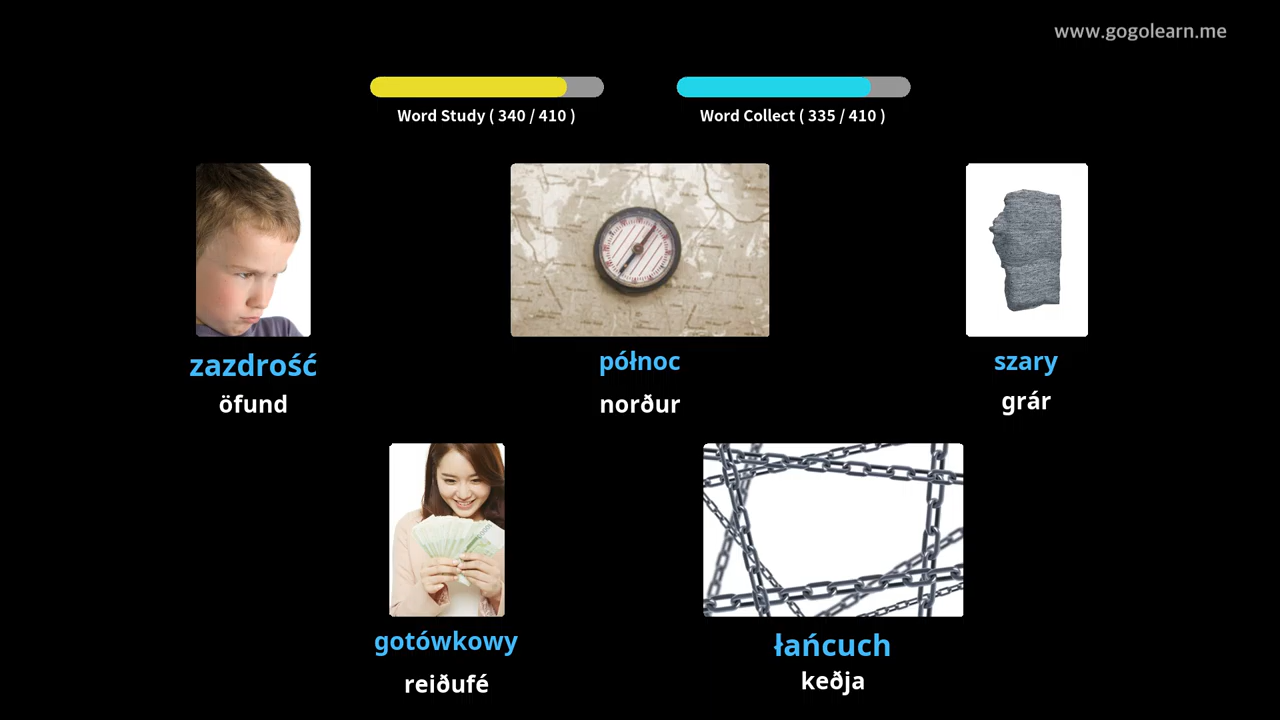 www.gogolearn.me
Word Study ( 340 / 410 )
Word Collect ( 335 / 410 )
zazdrość
öfund
północ
norður
szary
grár
gotówkowy
reiðufé
łańcuch
keðja